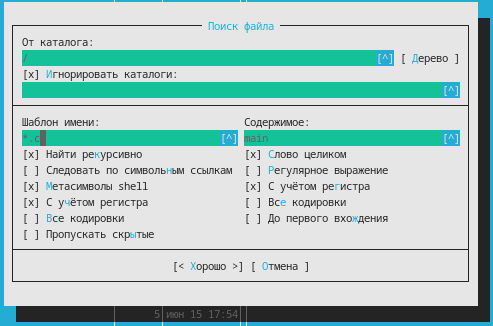 Поиск файла
От каталога:
/ [^] [ Дерево ]
[x] Игнорировать каталоги:
[^]
Шаблон имени: Содержимое:
*.c [^] main [^]
[x] Найти рекурсивно [x] Слово целиком
[ ] Следовать по символьным ссылкам [ ] Регулярное выражение
[x] Метасимволы shell [x] С учётом регистра
[x] С учётом регистра [ ] Все кодировки
[ ] Все кодировки [ ] До первого вхождения
[ ] Пропускать скрытые
[< Хорошо >] [ Отмена ]
5 июн 15 17:54